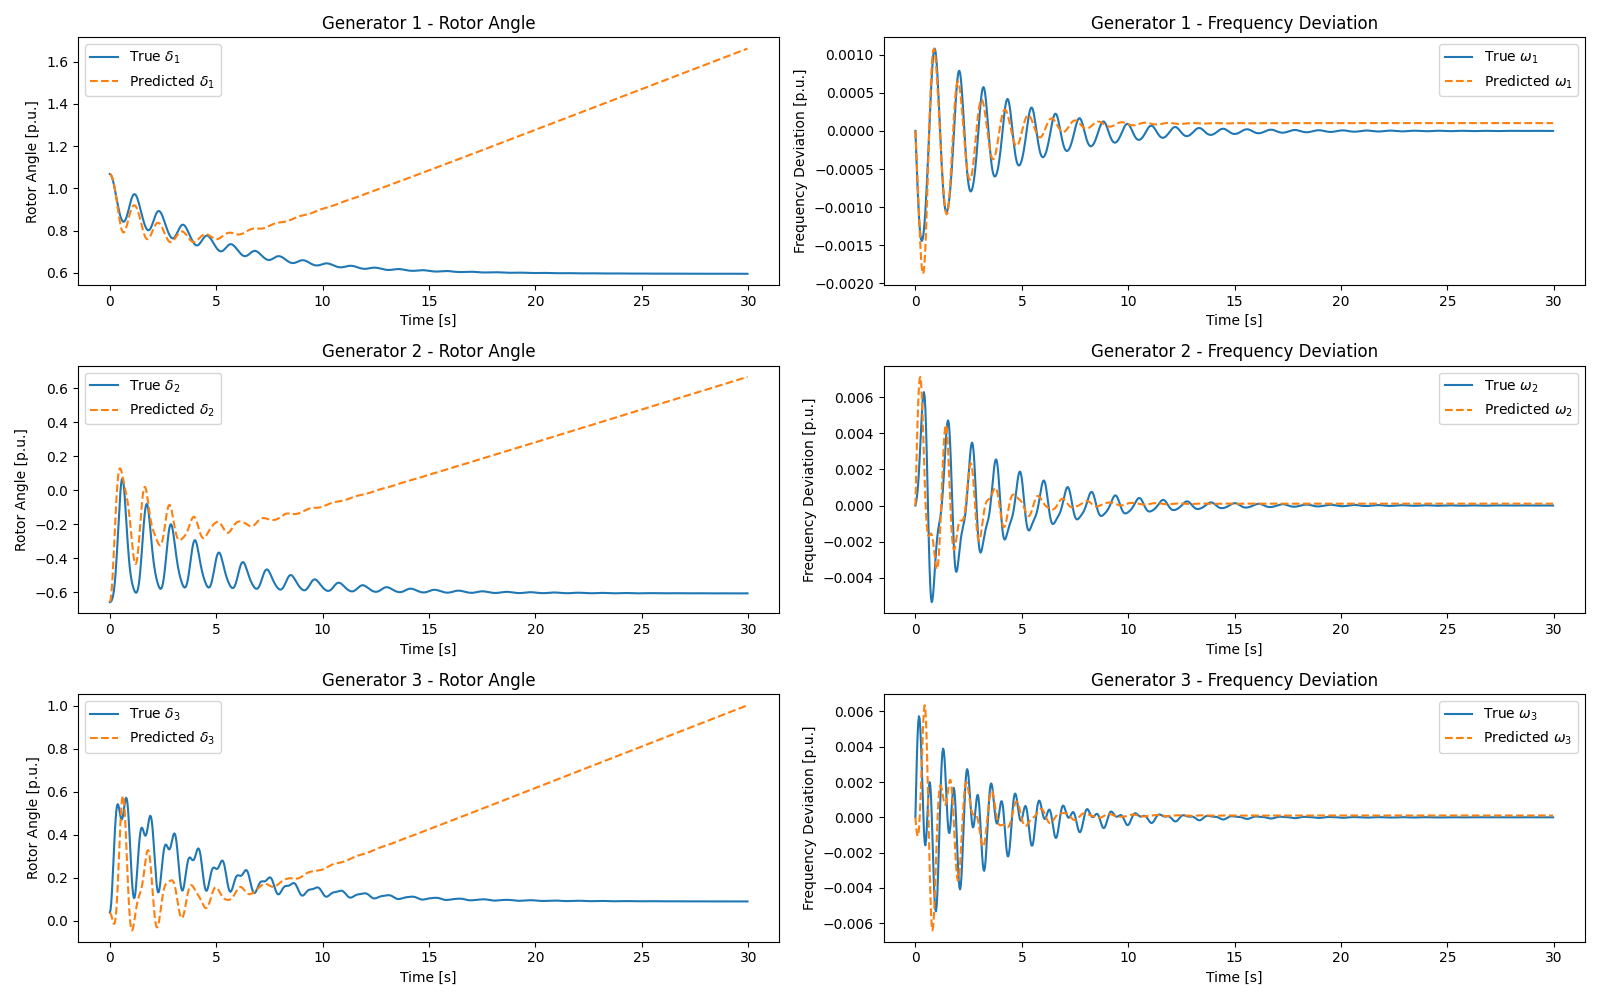 Generator 1 - Rotor Angle
True δ₁
Predicted δ₁
Rotor Angle [p.u.]
1.6
1.4
1.2
1.0
0.8
0.6
0 5 10 15 20 25 30
Time [s]
Generator 1 - Frequency Deviation
True ω₁
Predicted ω₁
Frequency Deviation [p.u.]
0.0010
0.0005
0.0000
−0.0005
−0.0010
−0.0015
−0.0020
0 5 10 15 20 25 30
Time [s]
Generator 2 - Rotor Angle
True δ₂
Predicted δ₂
Rotor Angle [p.u.]
0.6
0.4
0.2
0.0
−0.2
−0.4
−0.6
0 5 10 15 20 25 30
Time [s]
Generator 2 - Frequency Deviation
True ω₂
Predicted ω₂
Frequency Deviation [p.u.]
0.006
0.004
0.002
0.000
−0.002
−0.004
0 5 10 15 20 25 30
Time [s]
Generator 3 - Rotor Angle
True δ₃
Predicted δ₃
Rotor Angle [p.u.]
1.0
0.8
0.6
0.4
0.2
0.0
0 5 10 15 20 25 30
Time [s]
Generator 3 - Frequency Deviation
True ω₃
Predicted ω₃
Frequency Deviation [p.u.]
0.006
0.004
0.002
0.000
−0.002
−0.004
−0.006
0 5 10 15 20 25 30
Time [s]